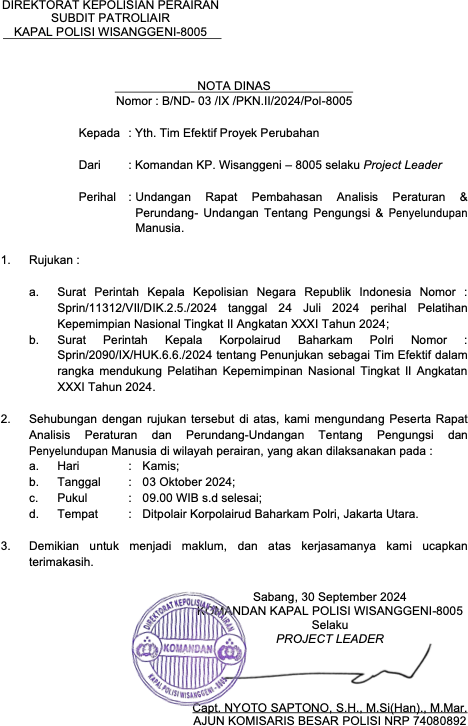 DIREKTORAT KEPOLISIAN PERAIRAN
SUBDIT PATROLIAIR
KAPAL POLISI WISANGGENI-8005
NOTA DINAS
Nomor : B/ND- 03 /IX /PKN.II/2024/Pol-8005
Kepada : Yth. Tim Efektif Proyek Perubahan
Dari : Komandan KP. Wisanggeni – 8005 selaku Project Leader
Perihal : Undangan Rapat Pembahasan Analisis Peraturan &
Perundang- Undangan Tentang Pengungsi & Penyelundupan
Manusia.
1. Rujukan :
a. Surat Perintah Kepala Kepolisian Negara Republik Indonesia Nomor :
Sprin/11312/VII/DIK.2.5./2024 tanggal 24 Juli 2024 perihal Pelatihan
Kepemimpian Nasional Tingkat II Angkatan XXXI Tahun 2024;
b. Surat Perintah Kepala Korpolairud Baharkam Polri Nomor :
Sprin/2090/IX/HUK.6.6./2024 tentang Penunjukan sebagai Tim Efektif dalam
rangka mendukung Pelatihan Kepemimpinan Nasional Tingkat II Angkatan
XXXI Tahun 2024.
2. Sehubungan dengan rujukan tersebut di atas, kami mengundang Peserta Rapat
Analisis Peraturan dan Perundang-Undangan Tentang Pengungsi dan
Penyelundupan Manusia di wilayah perairan, yang akan dilaksanakan pada :
a. Hari : Kamis;
b. Tanggal : 03 Oktober 2024;
c. Pukul : 09.00 WIB s.d selesai;
d. Tempat : Ditpolair Korpolairud Baharkam Polri, Jakarta Utara.
3. Demikian untuk menjadi maklum, dan atas kerjasamanya kami ucapkan
terimakasih.
Sabang, 30 September 2024
KOMANDAN KAPAL POLISI WISANGGENI-8005
Selaku
PROJECT LEADER
DIREKTORAT KEPOLISIAN PERAIRAN
KOMANDAN
KAPAL POLISI WISANGGENI-8005
Capt. NYOTO SAPTONO, S.H., M.Si(Han)., M.Mar.
AJUN KOMISARIS BESAR POLISI NRP 74080892